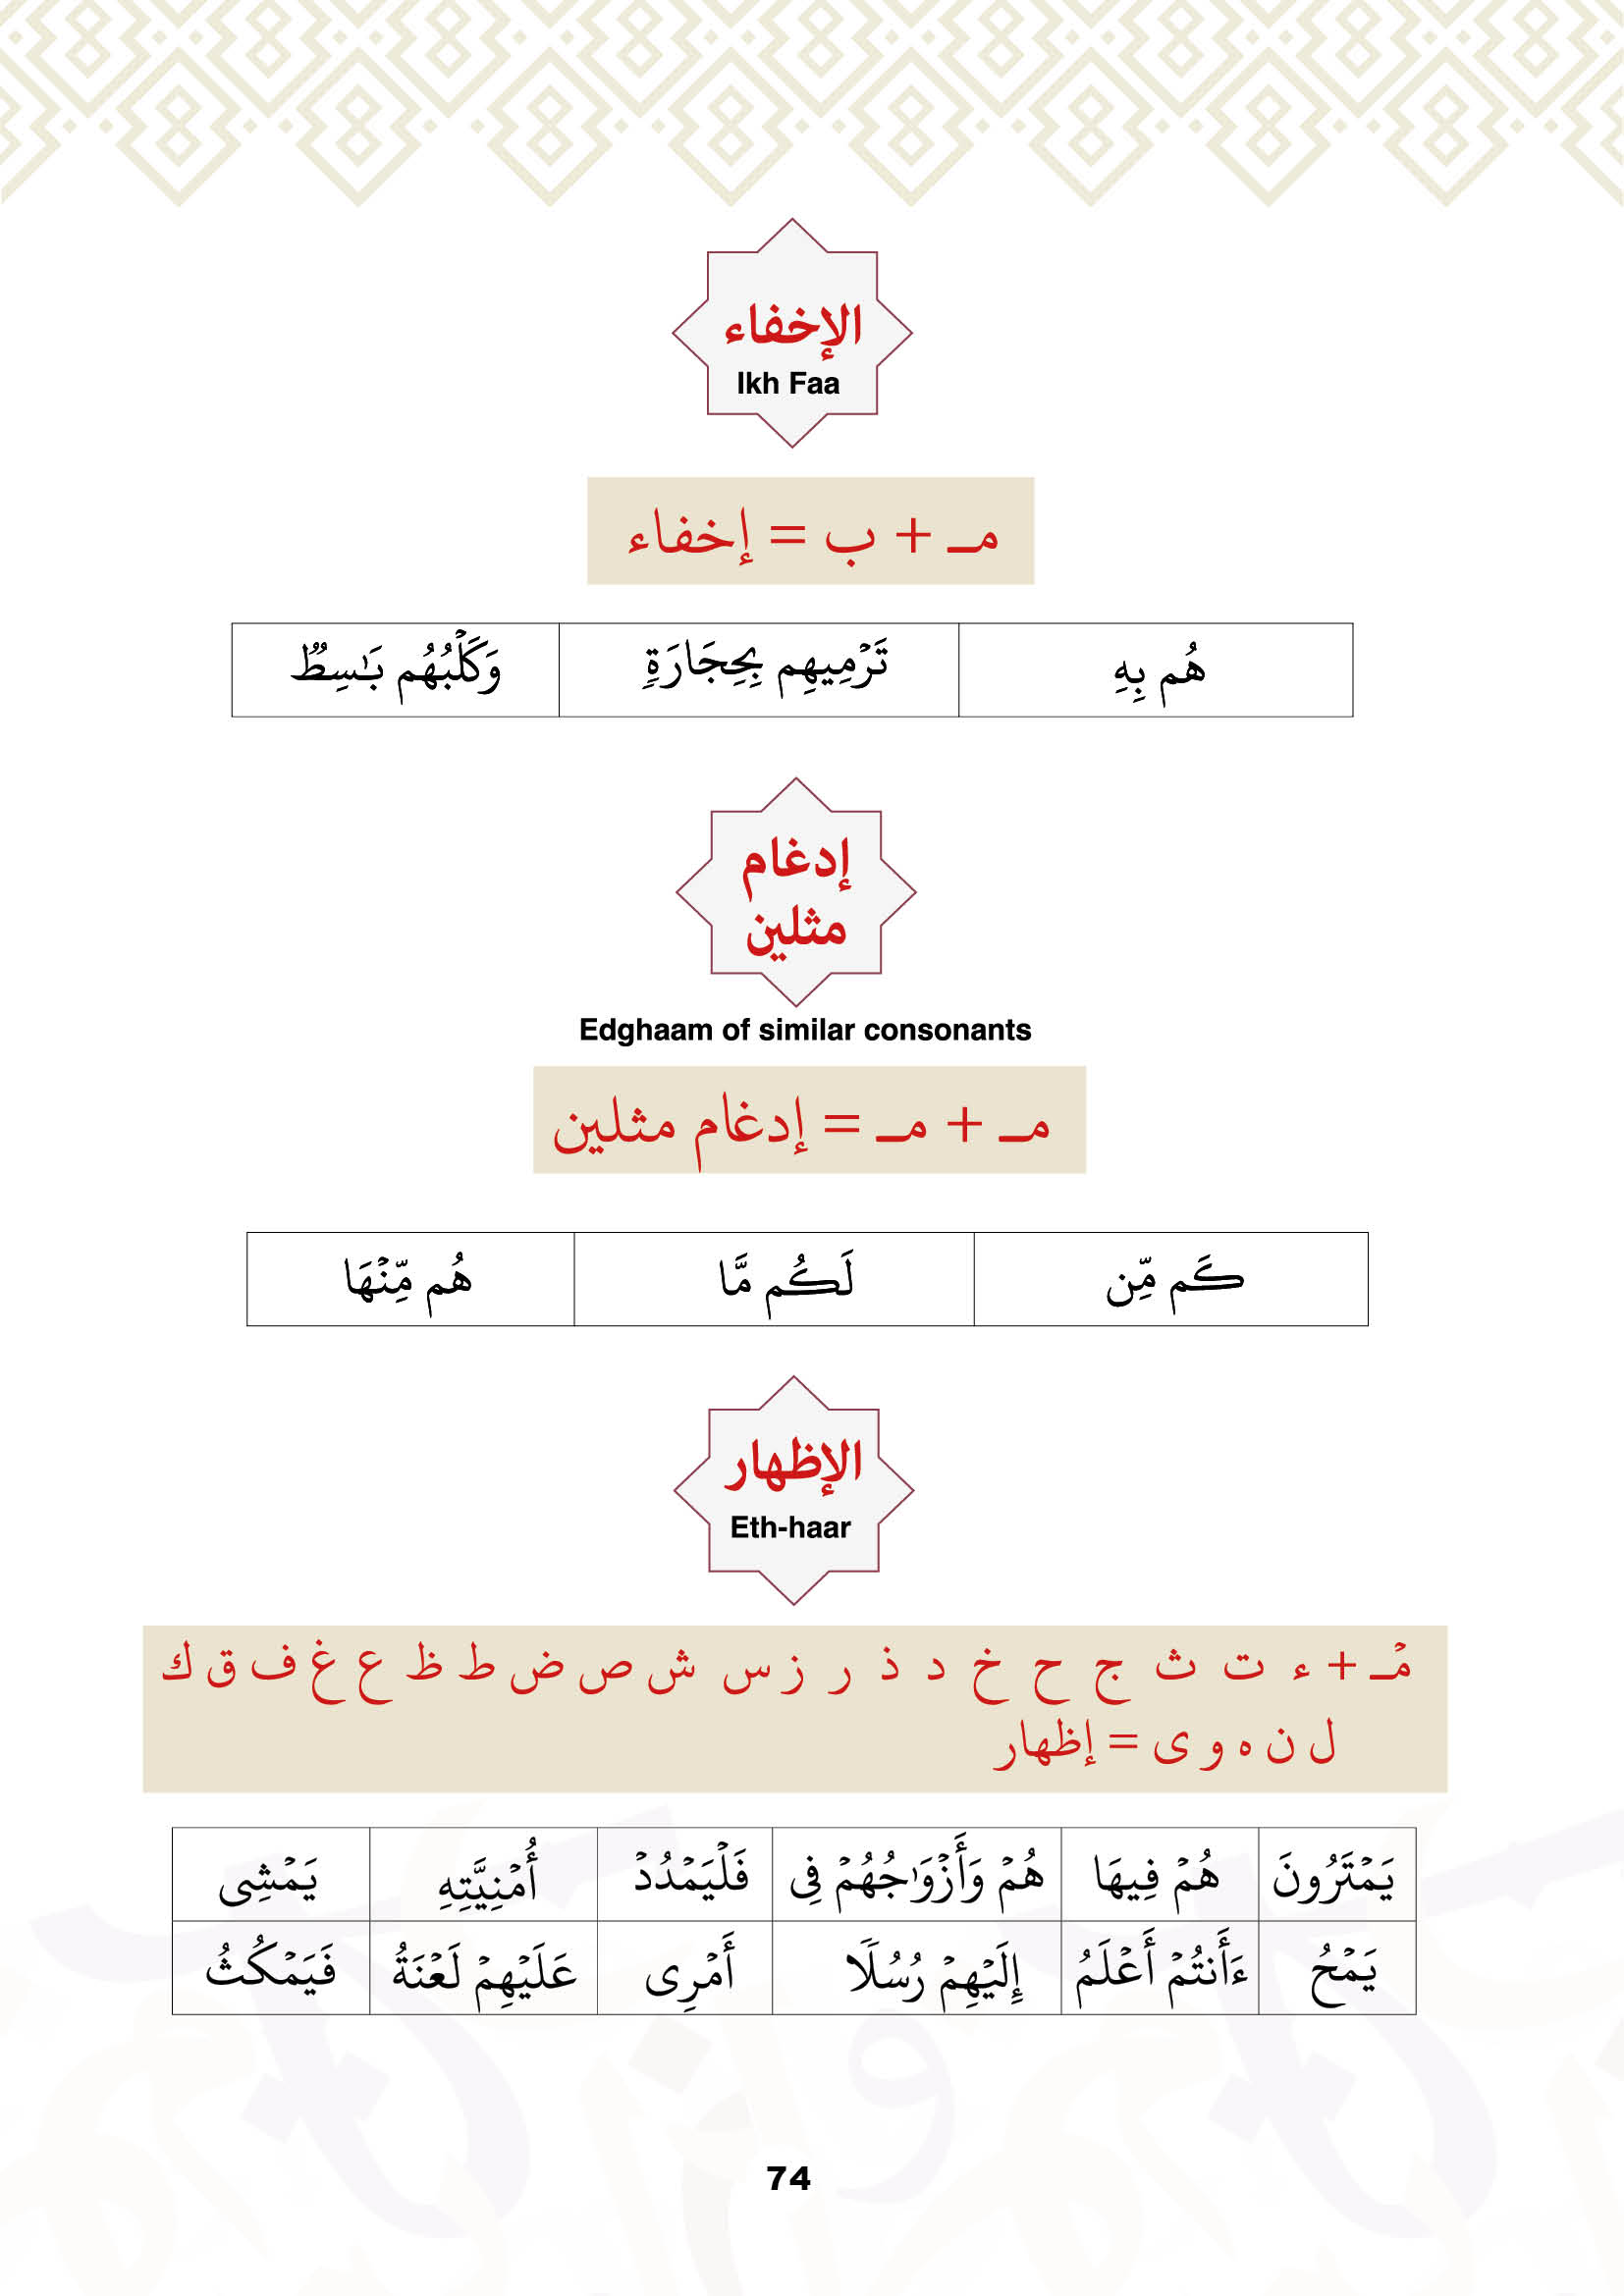 الإخفاء
Ikh Faa
مـ + ب = إخفاء
هُم بِهِ تَرْمِيهِم بِحِجَارَةٖ وَكَلْبُهُم بَٰسِطٞ
إدغام
مثلين
Edghaam of similar consonants
مـ + مـ = إدغام مثلين
كَم مِّن لَكُم مَّا هُم مِّنْهَا
الإظهار
Eth-haar
مْـ + ء ت ث ج ح خ د ذ ر ز س ش ص ض ط ظ ع غ ف ق ك
ل ن ه و ى = إظهار
يَمْتَرُونَ هُمْ فِيهَا هُمْ وَأَزْوَٰجُهُمْ فِى فَلْيَمْدُدْ أُمْنِيَّتِهِ يَمْشِى
يَمْحُ ءَأَنتُمْ أَعْلَمُ إِلَيْهِمْ رُسُلًا أَمْرِى عَلَيْهِمْ لَعْنَةُ فَيَمْكُثُ
74